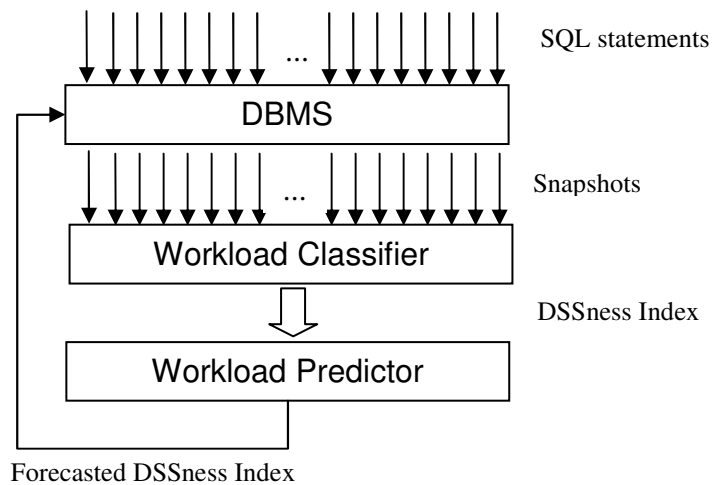 SQL statements
...
DBMS
Snapshots
...
Workload Classifier
DSSness Index
Workload Predictor
Forecasted DSSness Index